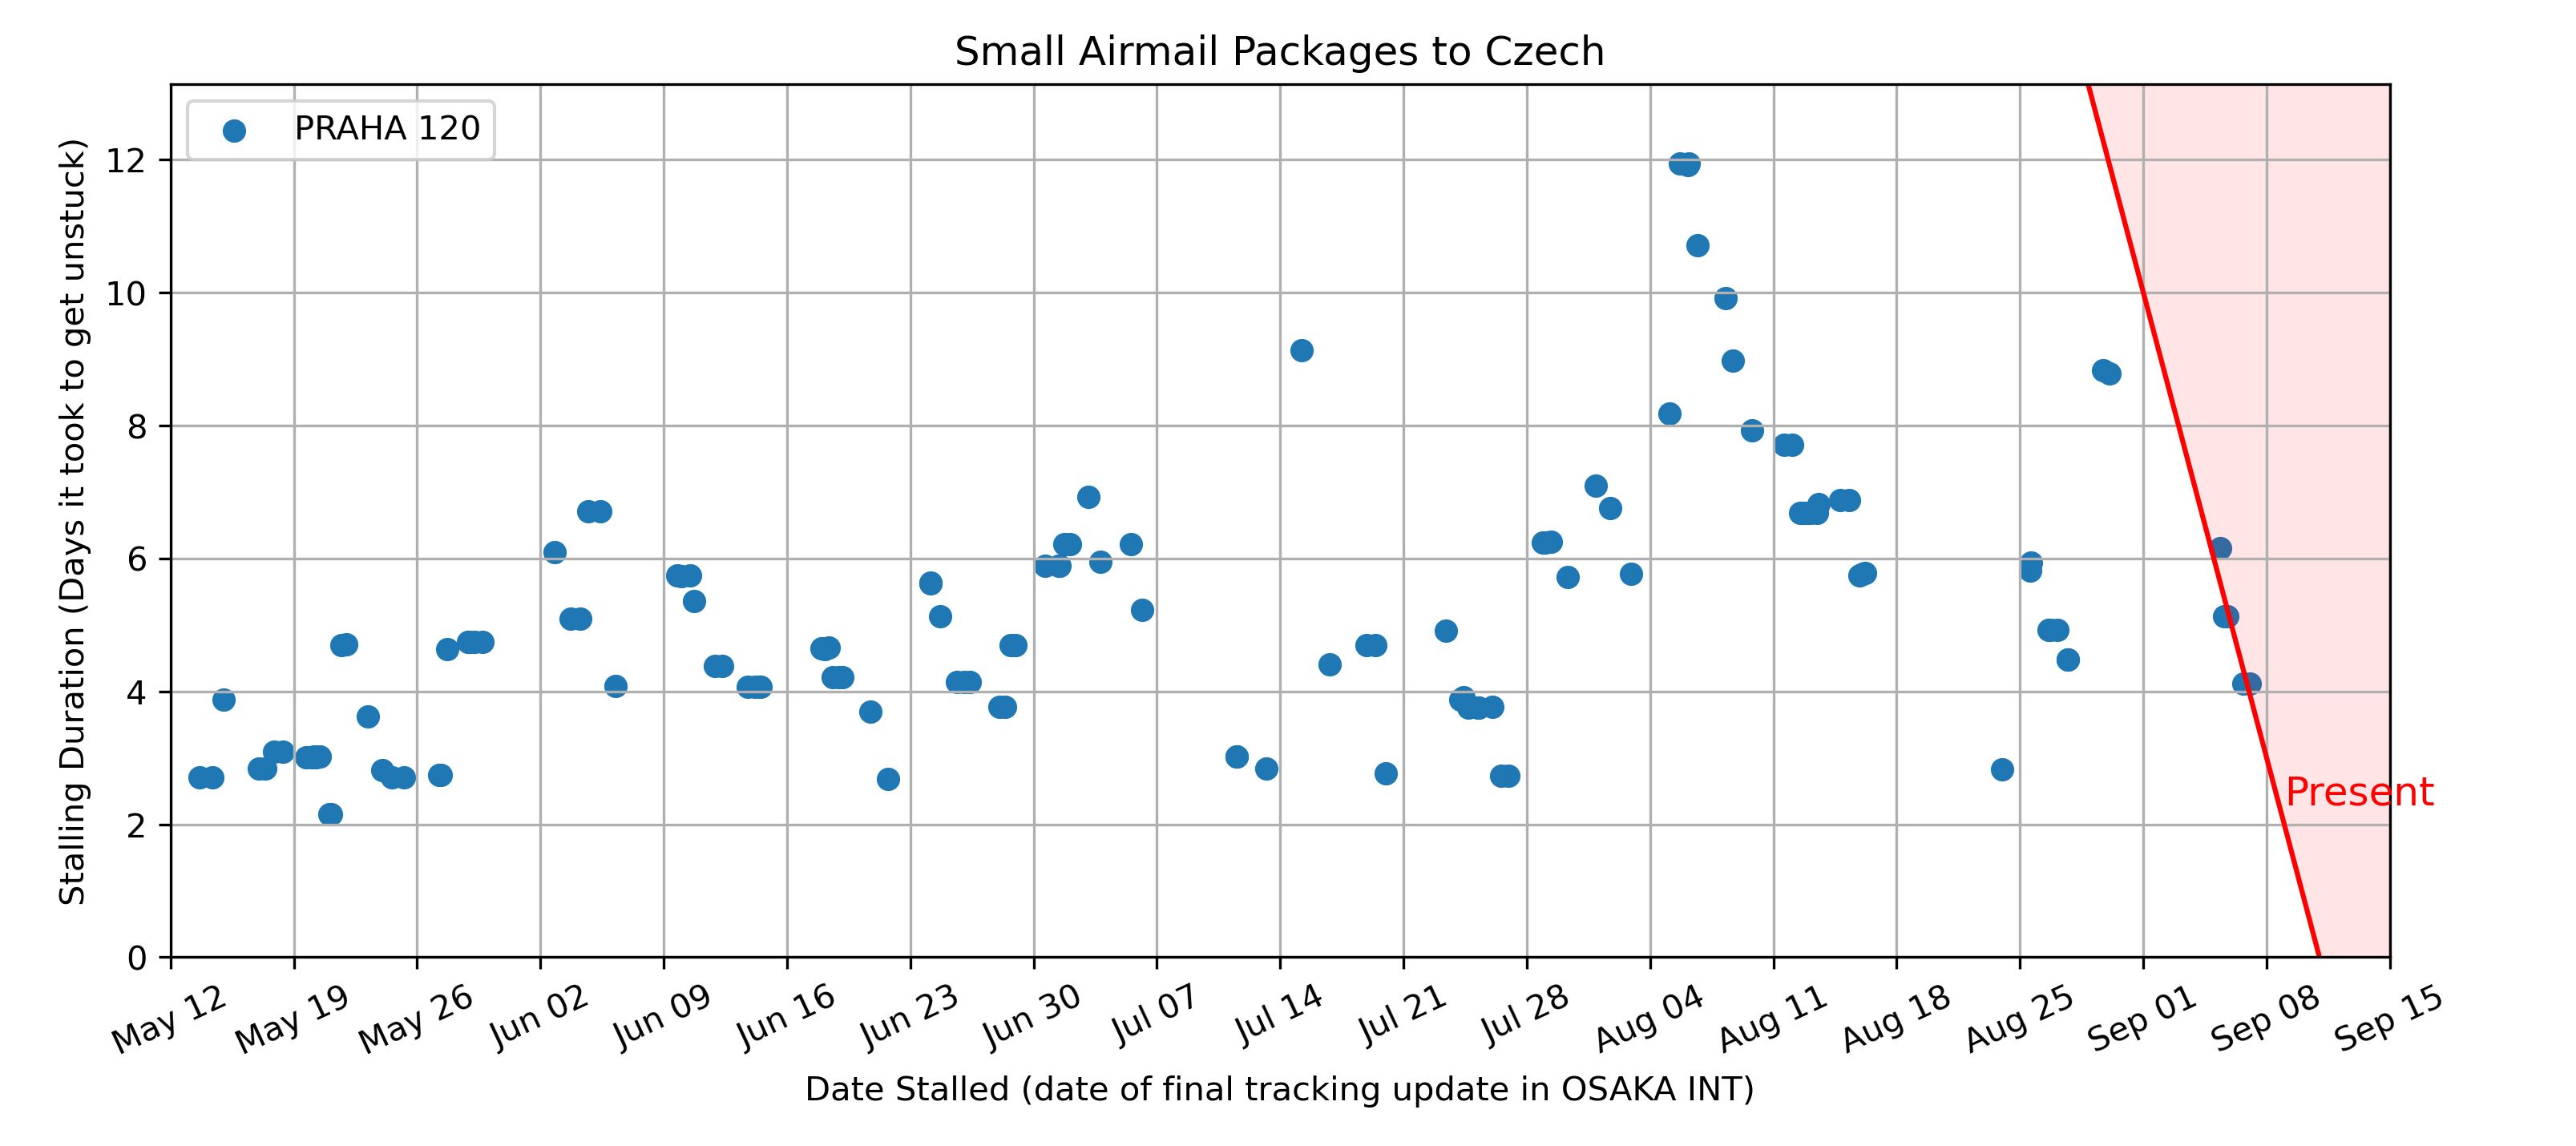 Small Airmail Packages to Czech
PRAHA 120
Stalling Duration (Days it took to get unstuck)
12
10
8
6
4
2
0
Present
May 12 May 19 May 26 Jun 02 Jun 09 Jun 16 Jun 23 Jun 30 Jul 07 Jul 14 Jul 21 Jul 28 Aug 04 Aug 11 Aug 18 Aug 25 Sep 01 Sep 08 Sep 15
Date Stalled (date of final tracking update in OSAKA INT)